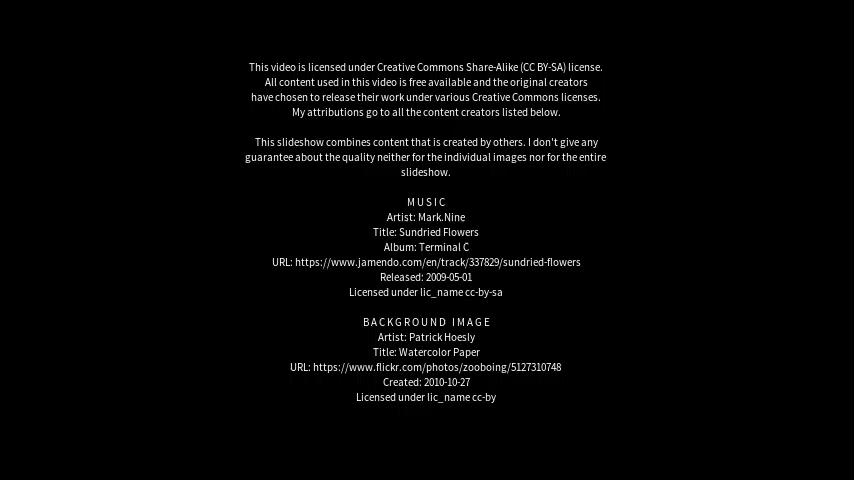 This video is licensed under Creative Commons Share-Alike (CC BY-SA) license.
All content used in this video is free available and the original creators
have chosen to release their work under various Creative Commons licenses.
My attributions go to all the content creators listed below.
This slideshow combines content that is created by others. I don't give any
guarantee about the quality neither for the individual images nor for the entire
slideshow.
MUSIC
Artist: Mark.Nine
Title: Sundried Flowers
Album: Terminal C
URL: https://www.jamendo.com/en/track/337829/sundried-flowers
Released: 2009-05-01
Licensed under lic_name cc-by-sa
BACKGROUND IMAGE
Artist: Patrick Hoesly
Title: Watercolor Paper
URL: https://www.flickr.com/photos/zooboing/5127310748
Created: 2010-10-27
Licensed under lic_name cc-by